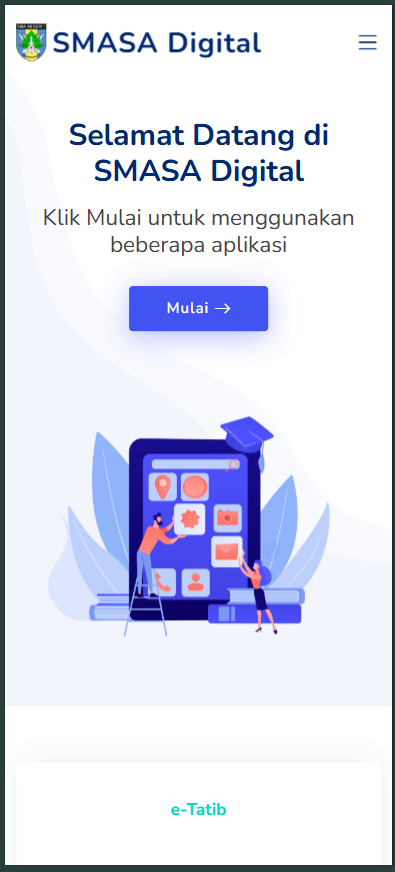 SMASA Digital
Selamat Datang di
SMASA Digital
Klik Mulai untuk menggunakan
beberapa aplikasi
Mulai →
e-Tatib